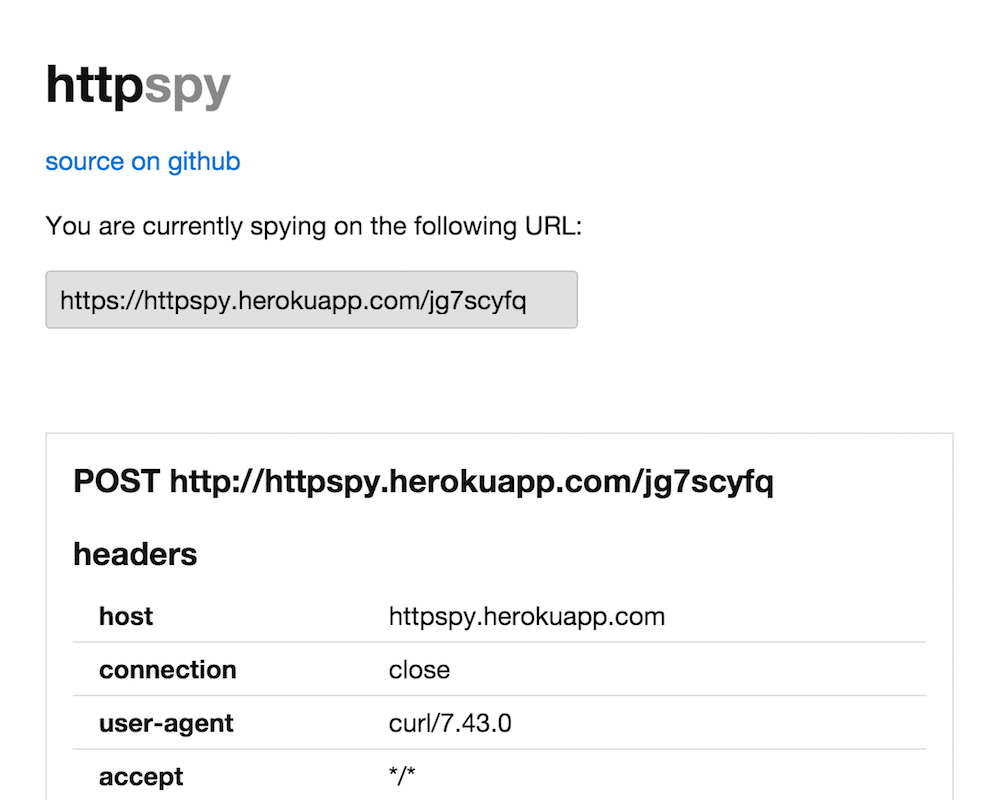 httpspy
source on github
You are currently spying on the following URL:
https://httpspy.herokuapp.com/jg7scyfq
POST http://httpspy.herokuapp.com/jg7scyfq
headers
host httpspy.herokuapp.com
connection close
user-agent curl/7.43.0
accept */*